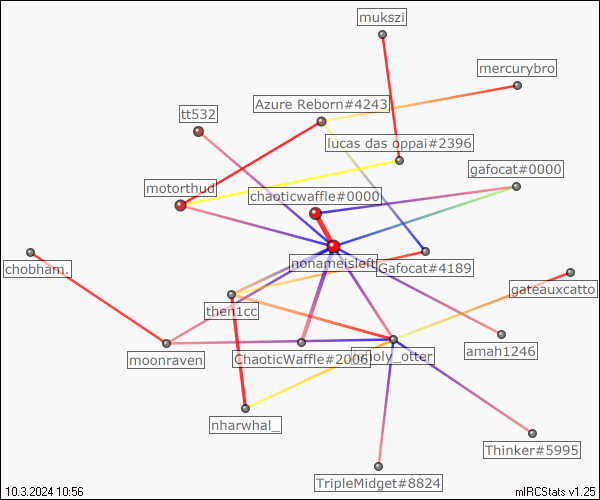 mukszi
mercurybro
Azure Reborn#4243
tt532
lucas das oppai#2396
gafocat#0000
motorthud
chaoticwaffle#0000
nonameisleft
Gafocat#4189
chobham.
gateauxcatto
then1cc
amah1246
moonraven
ChaoticWaffle#2006
holy_otter
nharwhal_
Thinker#5995
TripleMidget#8824
10.3.2024 10:56
mIRCStats v1.25